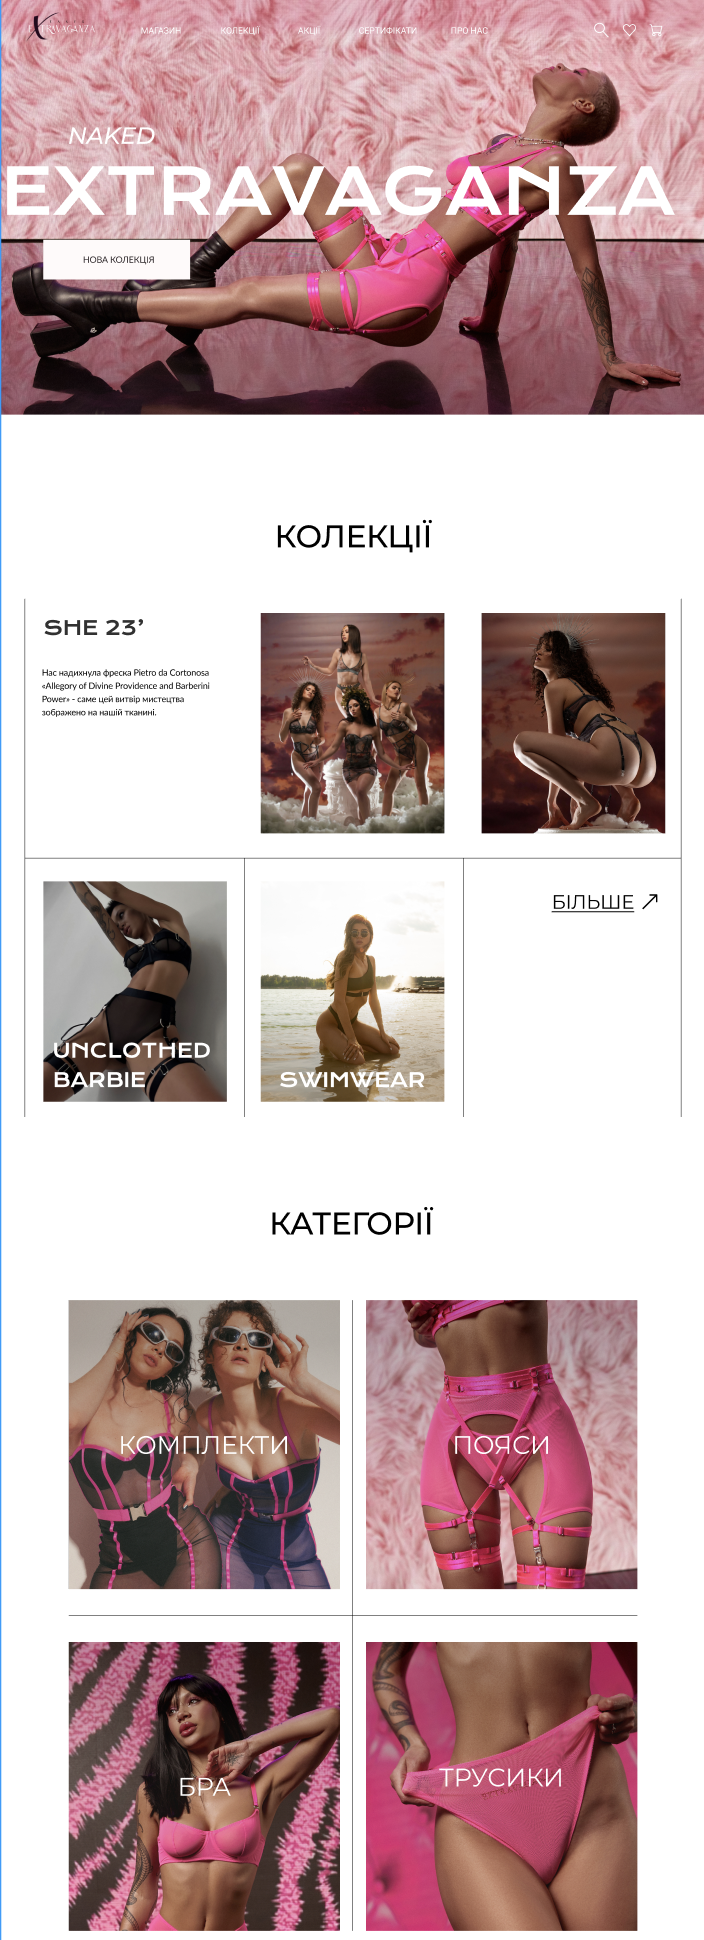 EXTRAVAGANZA
МАГАЗИН
КОЛЕКЦІЇ
АКЦІЇ
СЕРТИФІКАТИ
ПРО НАС
NAKED
EXTRAVAGANZA
НОВА КОЛЕКЦІЯ
КОЛЕКЦІЇ
SHE 23’
Нас надихнула фреска Pietro da Cortonosa
«Allegory of Divine Providence and Barberini
Power» - саме цей витвір мистецтва
зображено на нашій тканині.
UNCLOTHED
BARBIE
SWIMWEAR
БІЛЬШЕ
КАТЕГОРІЇ
КОМПЛЕКТИ
ПОЯСИ
БРА
ТРУСИКИ